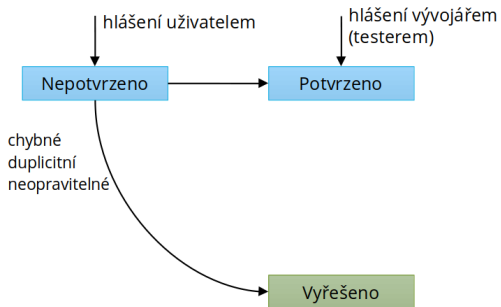 hlášení uživatelem
hlášení vývojářem
(testerem)
Nepotvrzeno
Potvrzeno
chybné
duplicitní
neopravitelné
Vyřešeno